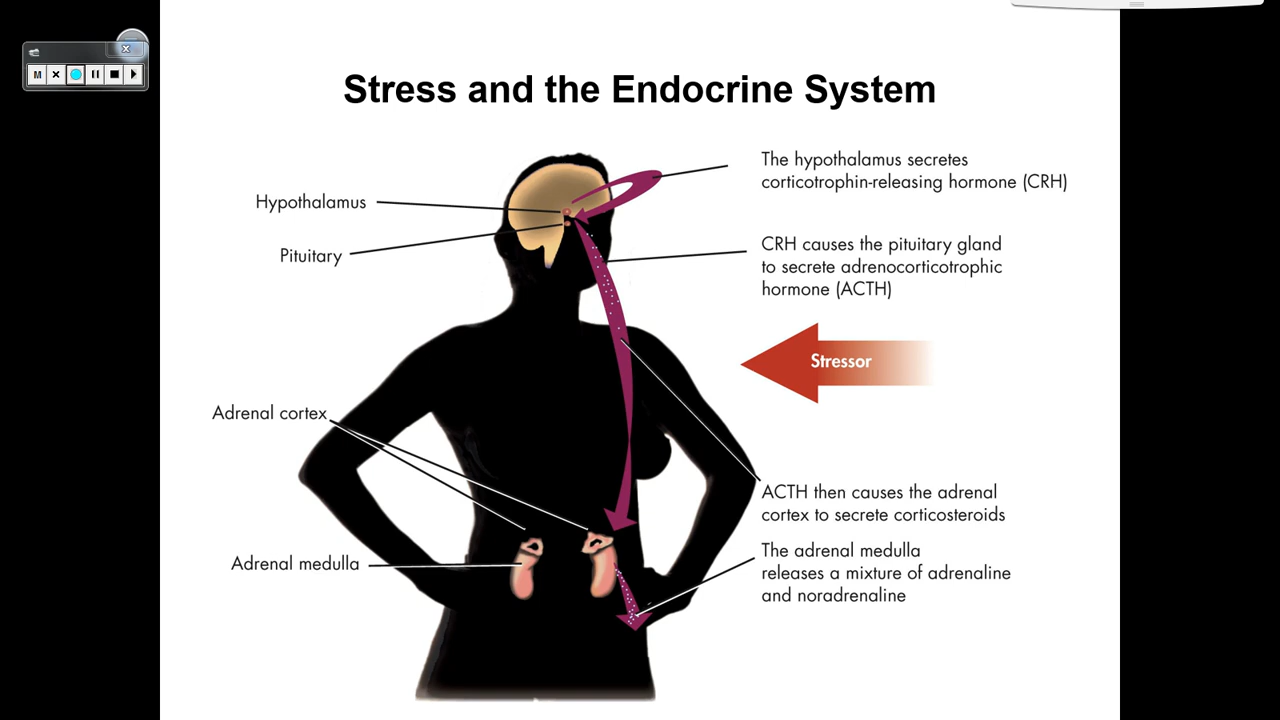 M
Stress and the Endocrine System
Hypothalamus
Pituitary
Adrenal cortex
Adrenal medulla
The hypothalamus secretes
corticotrophin-releasing hormone (CRH)
CRH causes the pituitary gland
to secrete adrenocorticotrophic
hormone (ACTH)
Stressor
ACTH then causes the adrenal
cortex to secrete corticosteroids
The adrenal medulla
releases a mixture of adrenaline
and noradrenaline